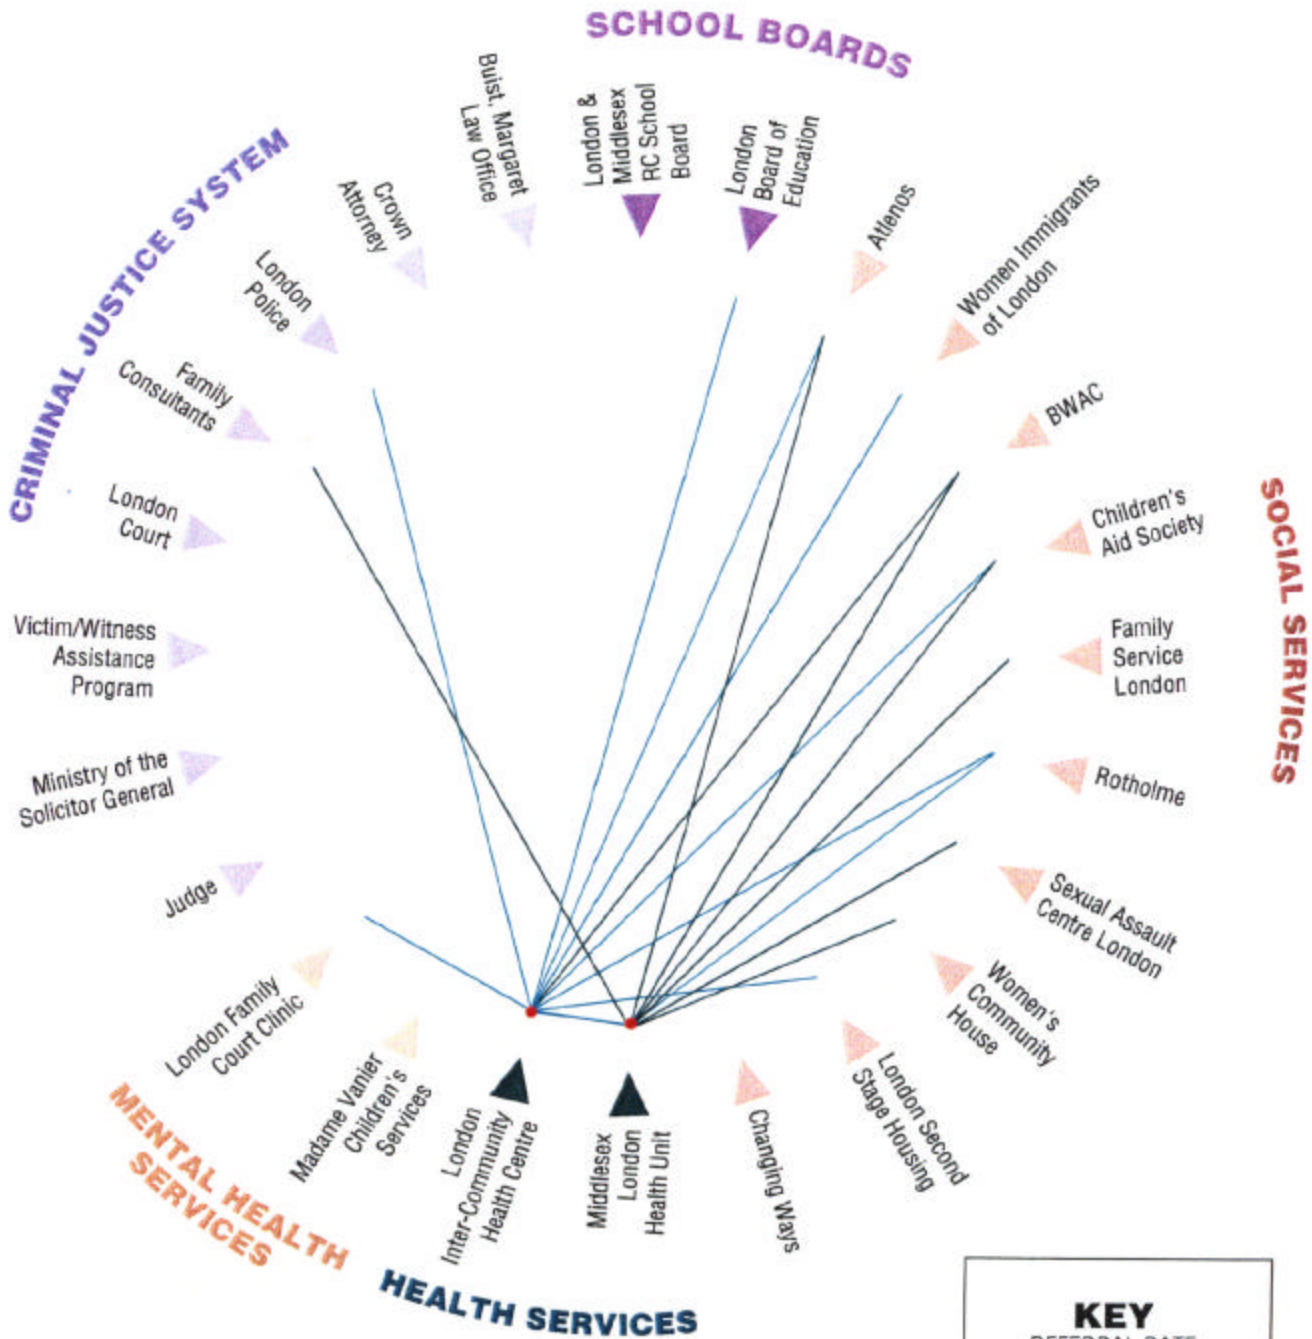 SCHOOL BOARDS
London &
Middlesex
RC School
Board
London
Board of
Education
Atlenos
Women Immigrants
of London
BWAC
SOCIAL SERVICES
Children's
Aid Society
Family
Service
London
Rotholme
Sexual Assault
Centre London
Women's
Community
House
London Second
Stage Housing
Changing Ways
HEALTH SERVICES
Middlesex
London
Health Unit
London
Inter-Community
Health Centre
MENTAL HEALTH
SERVICES
Madame Vanier
Children's
Services
London Family
Court Clinic
CRIMINAL JUSTICE SYSTEM
Judge
Ministry of the
Solicitor General
Victim/Witness
Assistance
Program
London
Court
Family
Consultants
London
Police
Crown
Attorney
Buist, Margaret
Law Office
KEY
REFERRAL RATE